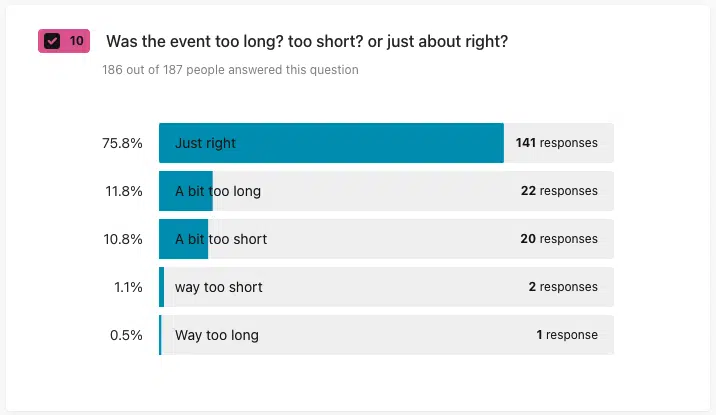 10 Was the event too long? too short? or just about right?
186 out of 187 people answered this question
75.8% Just right 141 responses
11.8% A bit too long 22 responses
10.8% A bit too short 20 responses
1.1% way too short 2 responses
0.5% Way too long 1 response